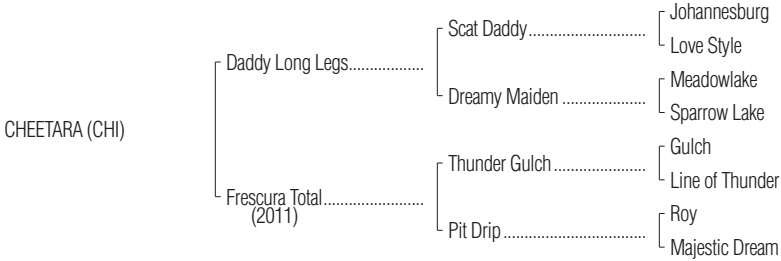 Johannesburg
Scat Daddy..............................
Love Style
Daddy Long Legs..................
Meadowlake
Dreamy Maiden ......................
Sparrow Lake
CHEETARA (CHI)
Gulch
Thunder Gulch ........................
Line of Thunder
Frescura Total........................
(2011)
Roy
Pit Drip ....................................
Majestic Dream